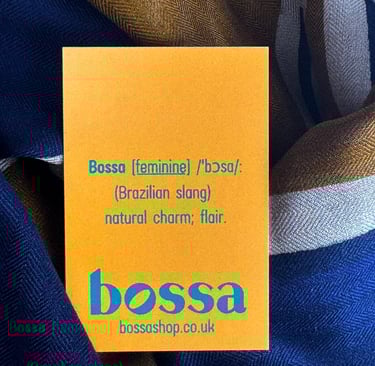 Bossa [feminine] /'bɔsa/:
(Brazilian slang)
natural charm; flair.
bossa
bossashop.co.uk